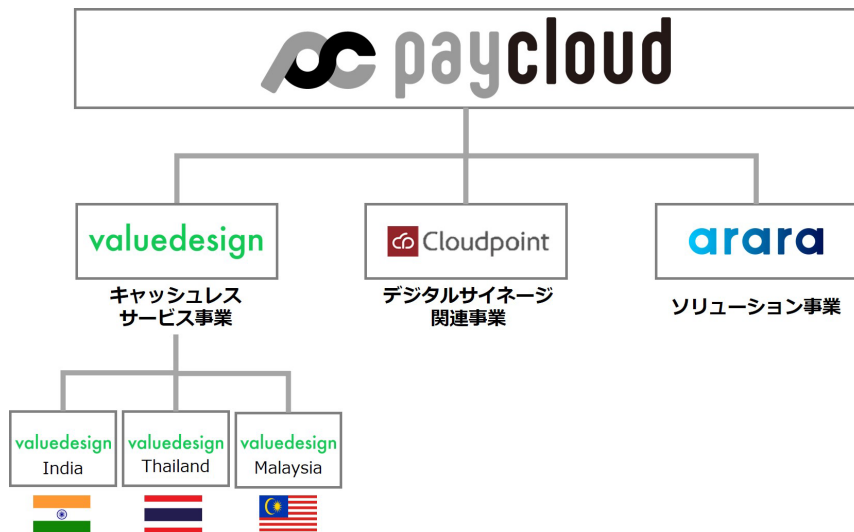 paycloud
valuedesign
Cloudpoint
arara
キャッシュレス
サービス事業
デジタルサイネージ
関連事業
ソリューション事業
valuedesign
India
valuedesign
Thailand
valuedesign
Malaysia